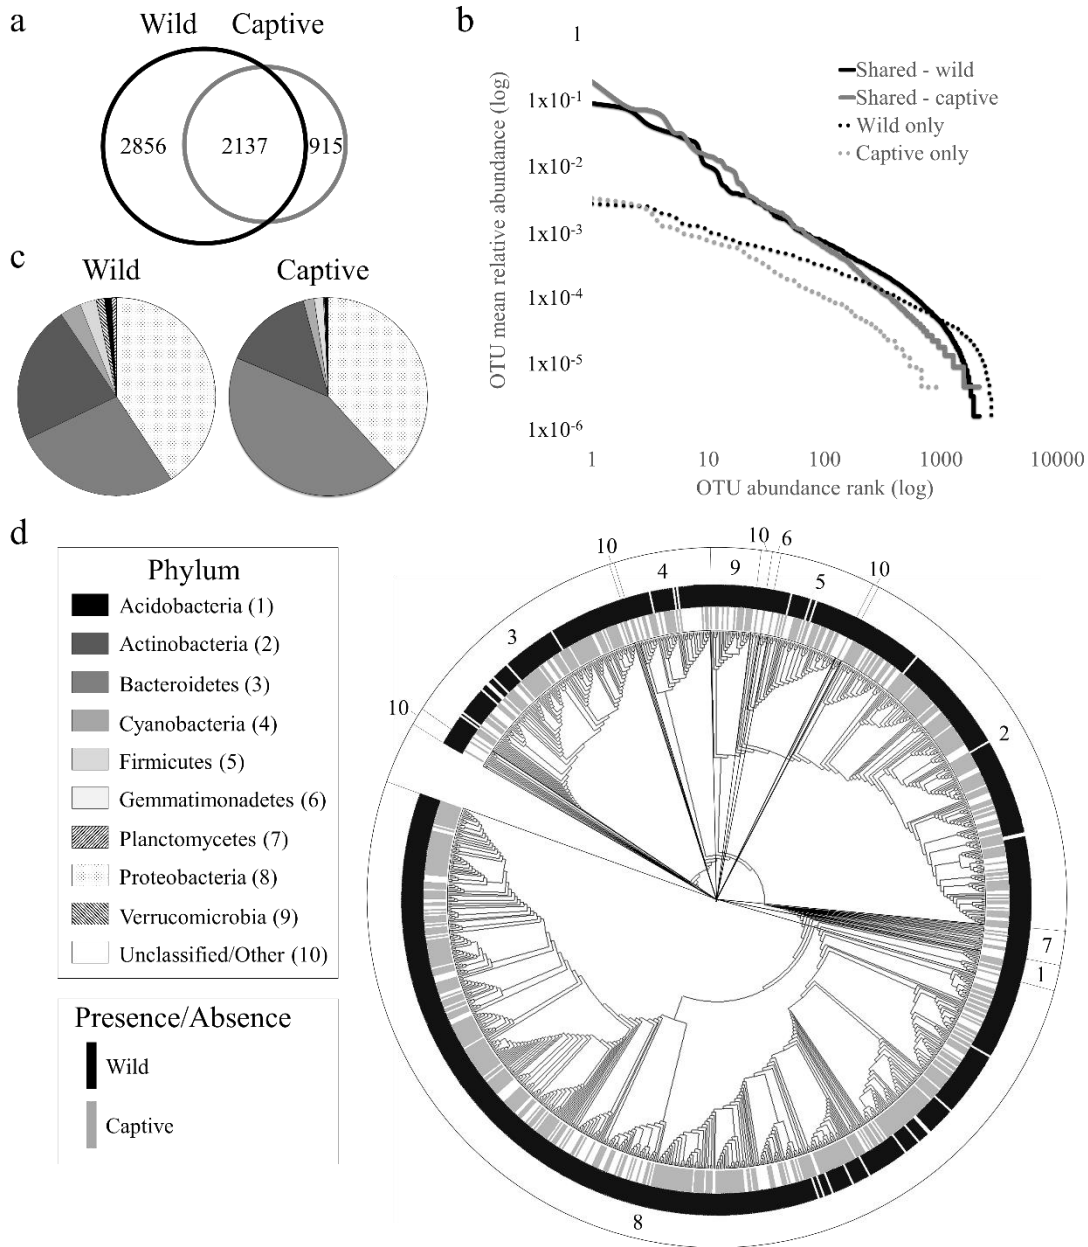 a
Wild Captive
2856 2137 915
b
1
1x10⁻¹
1x10⁻²
1x10⁻³
1x10⁻⁴
1x10⁻⁵
1x10⁻⁶
OTU mean relative abundance (log)
Shared - wild
Shared - captive
Wild only
Captive only
1 10 100 1000 10000
OTU abundance rank (log)
c
Wild Captive
d
Phylum
Acidobacteria (1)
Actinobacteria (2)
Bacteroidetes (3)
Cyanobacteria (4)
Firmicutes (5)
Gemmatimonadetes (6)
Planctomycetes (7)
Proteobacteria (8)
Verrucomicrobia (9)
Unclassified/Other (10)
Presence/Absence
Wild
Captive
10
3
10
4
9
10
6
5
10
2
7
1
8